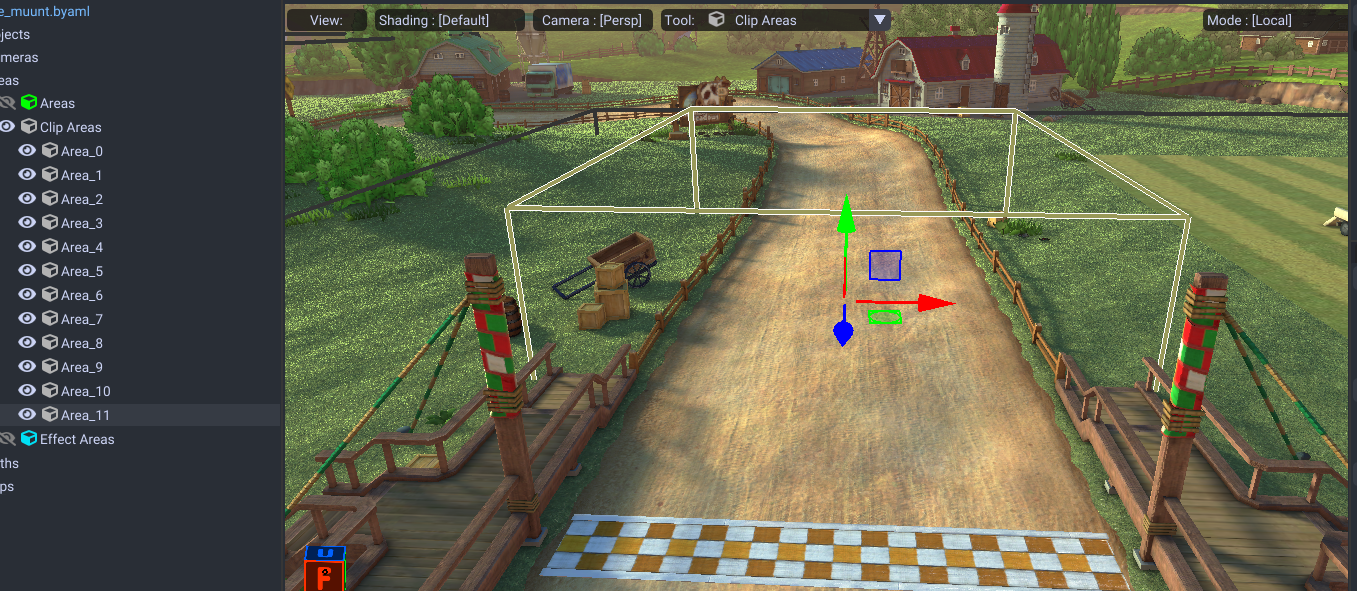 e_muunt.byaml
jects
meras
eas
Areas
Clip Areas
Area_0
Area_1
Area_2
Area_3
Area_4
Area_5
Area_6
Area_7
Area_8
Area_9
Area_10
Area_11
Effect Areas
ths
ps
View: Shading : [Default] Camera : [Persp] Tool: Clip Areas Mode : [Local]
U
F